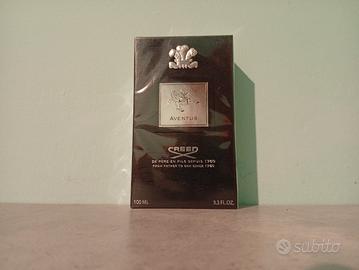 AVENTUS
CREED
DE PÈRE EN FILS DEPUIS 1760
FROM FATHER TO SON SINCE 1760
100 ML 3.3 FL.OZ.
subito